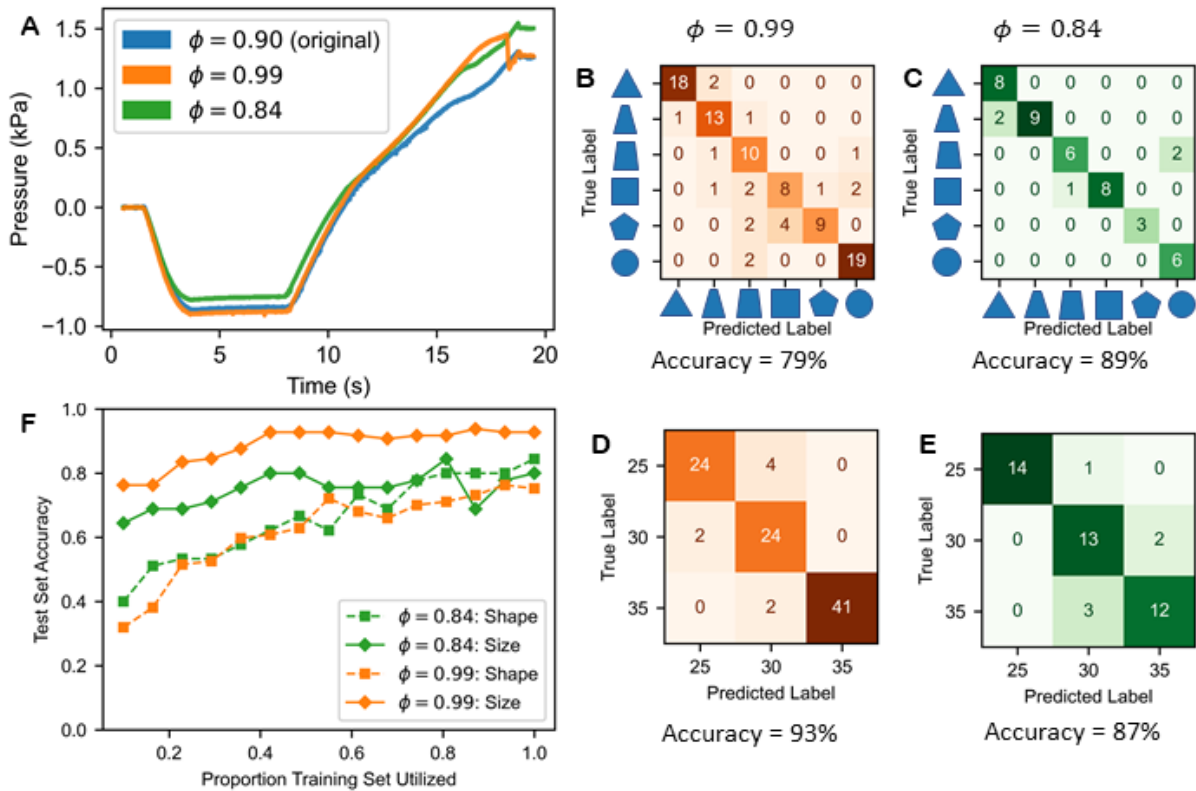 A
ϕ = 0.90 (original)
ϕ = 0.99
ϕ = 0.84
Pressure (kPa)
1.5
1.0
0.5
0.0
−0.5
−1.0
0
5
10
15
20
Time (s)
ϕ = 0.99
B
True Label
18 2 0 0 0 0
1 13 1 0 0 0
0 1 10 0 0 1
0 1 2 8 1 2
0 0 2 4 9 0
0 0 2 0 0 19
Predicted Label
Accuracy = 79%
ϕ = 0.84
C
True Label
8 0 0 0 0 0
2 9 0 0 0 0
0 0 6 0 0 2
0 0 1 8 0 0
0 0 0 0 3 0
0 0 0 0 0 6
Predicted Label
Accuracy = 89%
F
Test Set Accuracy
1.0
0.8
0.6
0.4
0.2
0.0
ϕ = 0.84: Shape
ϕ = 0.84: Size
ϕ = 0.99: Shape
ϕ = 0.99: Size
0.2
0.4
0.6
0.8
1.0
Proportion Training Set Utilized
D
True Label
25 24 4 0
30 2 24 0
35 0 2 41
25 30 35
Predicted Label
Accuracy = 93%
E
True Label
25 14 1 0
30 0 13 2
35 0 3 12
25 30 35
Predicted Label
Accuracy = 87%